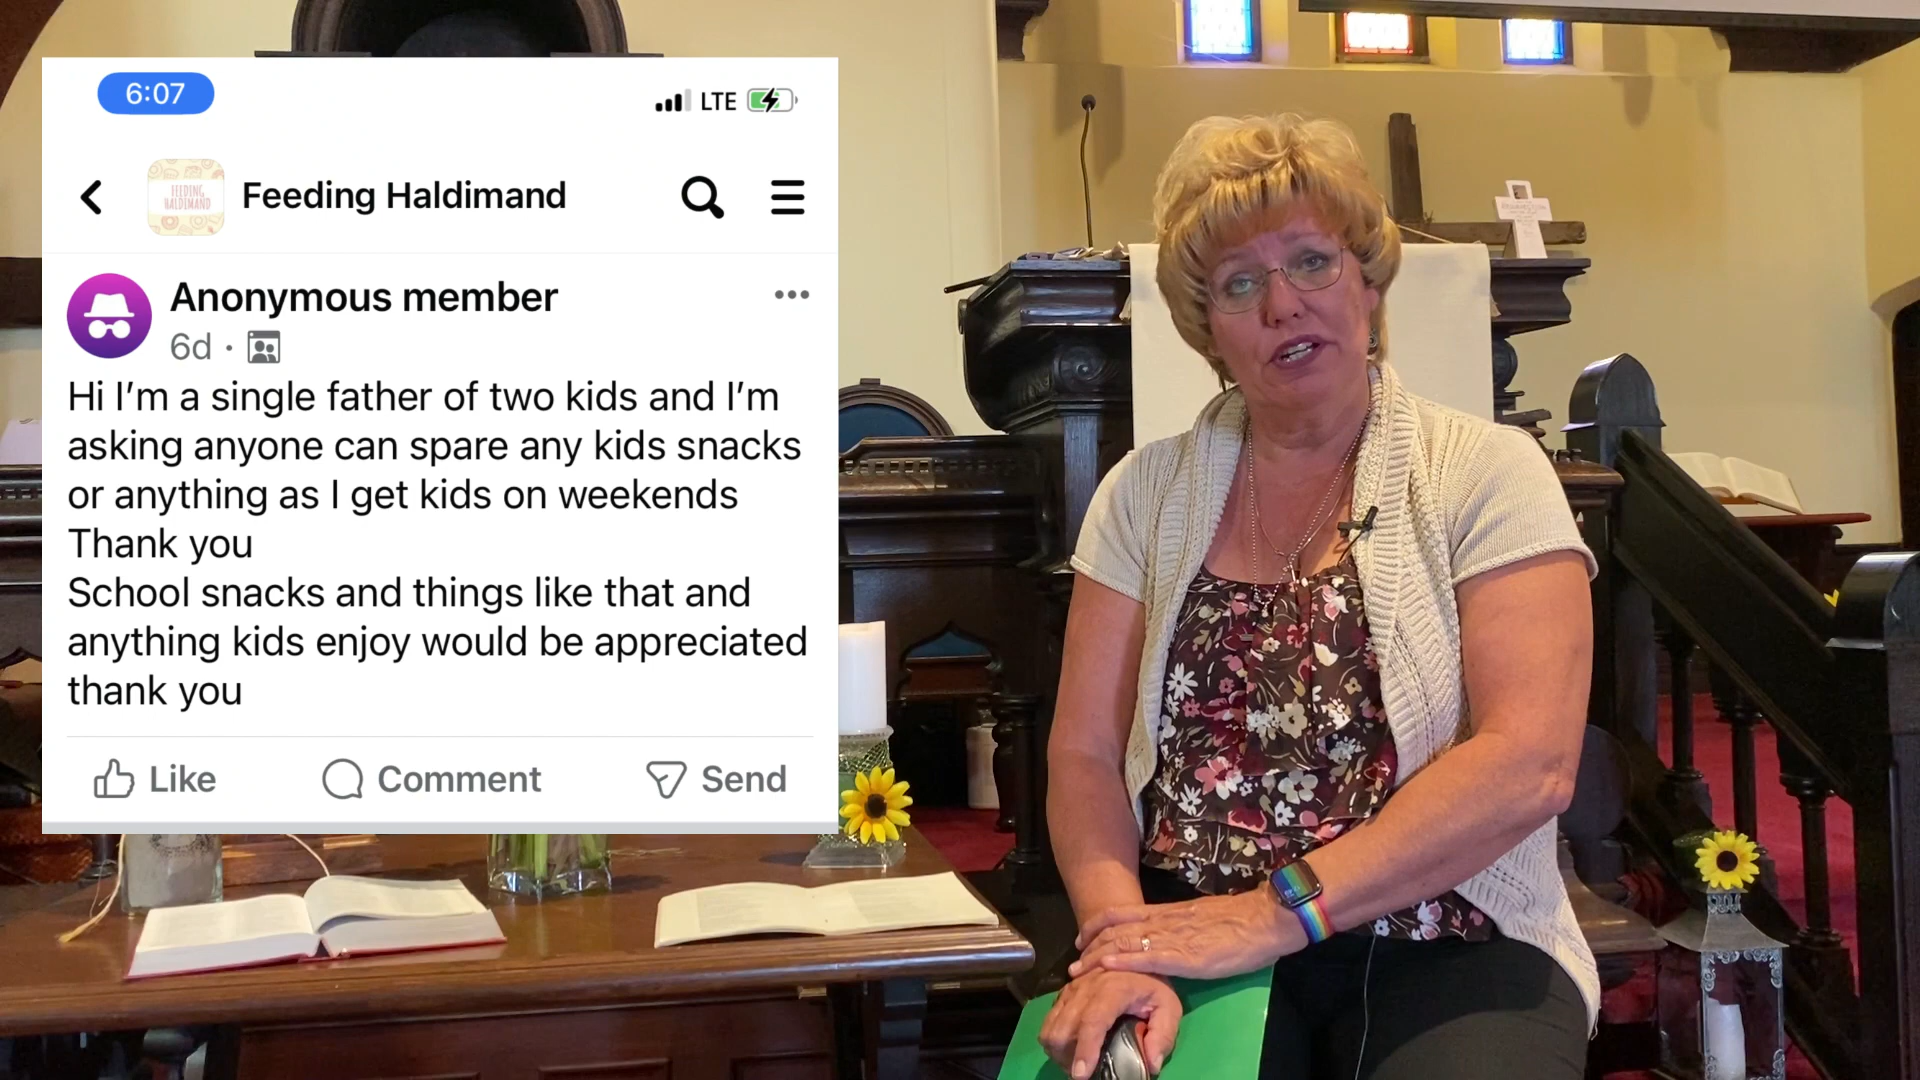 6:07
LTE
FEEDING
HALDIMAND
Feeding Haldimand
Anonymous member
6d ·
Hi I’m a single father of two kids and I’m
asking anyone can spare any kids snacks
or anything as I get kids on weekends
Thank you
School snacks and things like that and
anything kids enjoy would be appreciated
thank you
Like
Comment
Send